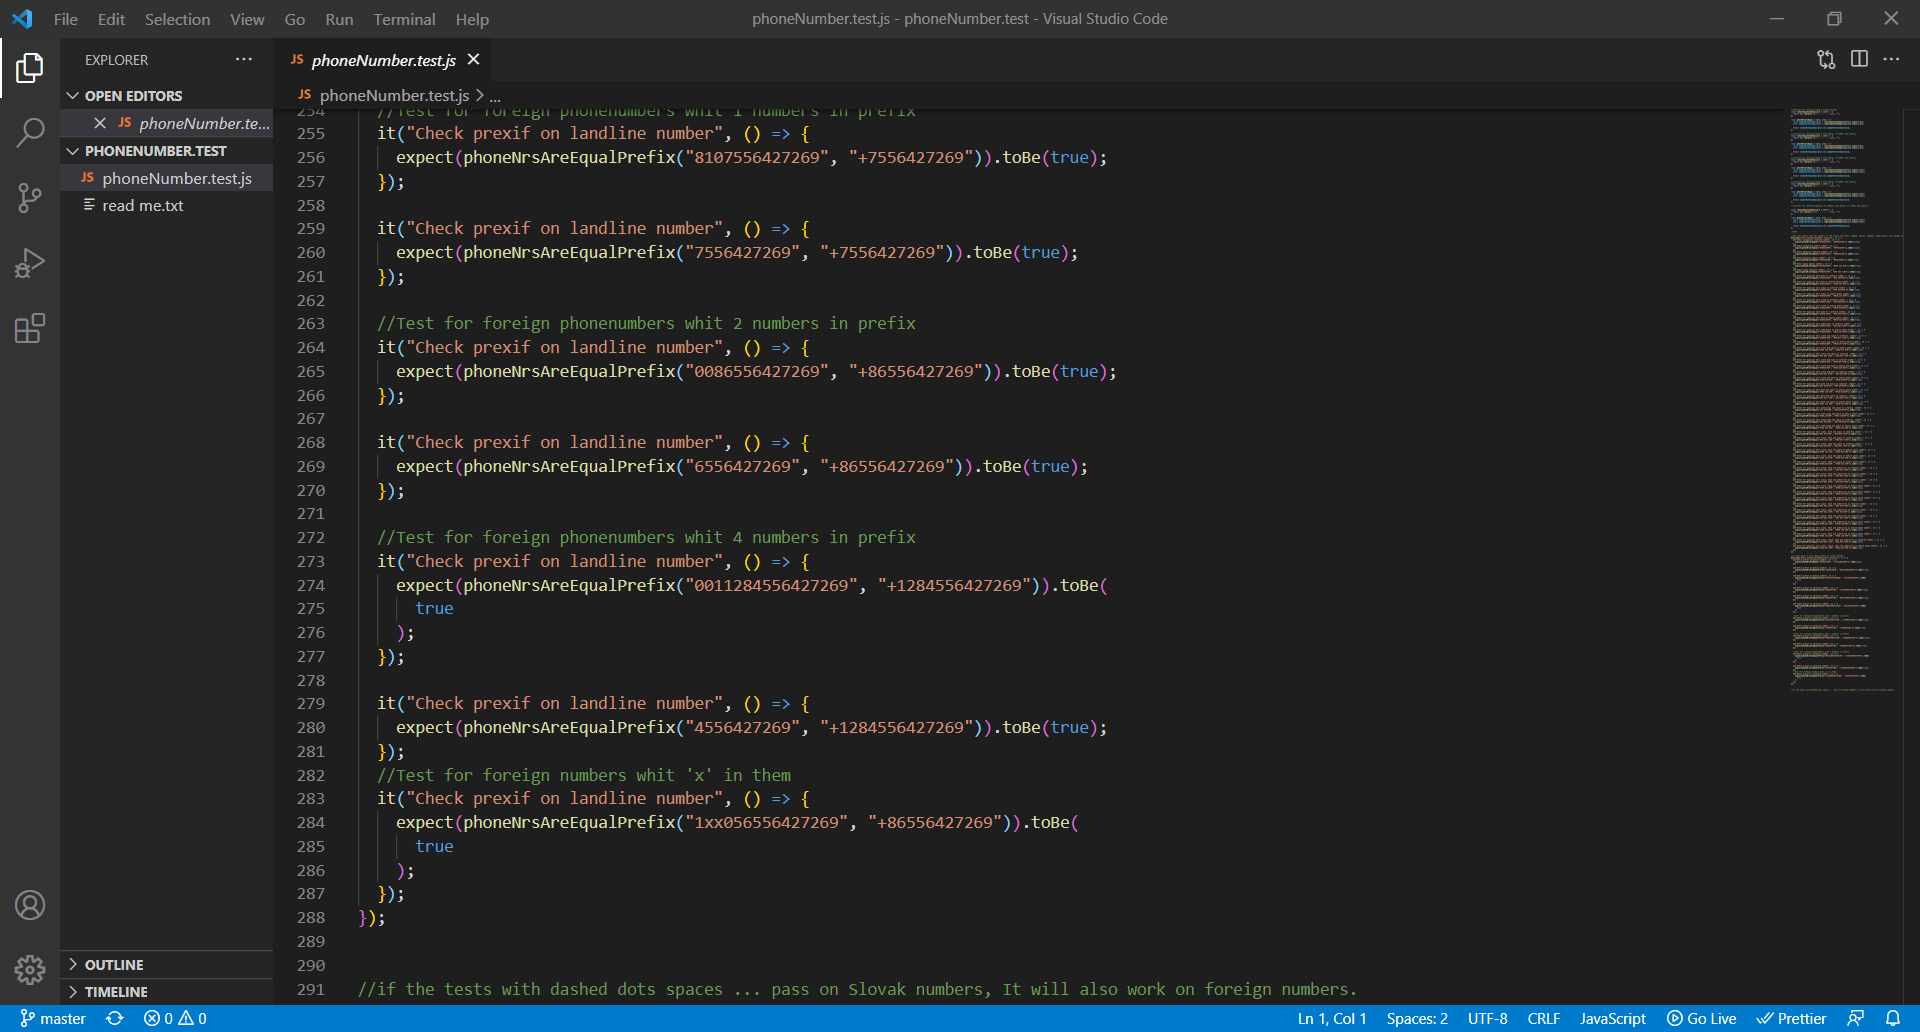 File Edit Selection View Go Run Terminal Help
phoneNumber.test.js - phoneNumber.test - Visual Studio Code
EXPLORER
OPEN EDITORS
JS phoneNumber.te...
PHONENUMBER.TEST
JS phoneNumber.test.js
read me.txt
OUTLINE
TIMELINE
JS phoneNumber.test.js
JS phoneNumber.test.js > ...
254 //Test for foreign phonenumbers whit 1 numbers in prefix
255 it("Check prexif on landline number", () => {
256 expect(phoneNrsAreEqualPrefix("8107556427269", "+7556427269")).toBe(true);
257 });
258
259 it("Check prexif on landline number", () => {
260 expect(phoneNrsAreEqualPrefix("7556427269", "+7556427269")).toBe(true);
261 });
262
263 //Test for foreign phonenumbers whit 2 numbers in prefix
264 it("Check prexif on landline number", () => {
265 expect(phoneNrsAreEqualPrefix("0086556427269", "+86556427269")).toBe(true);
266 });
267
268 it("Check prexif on landline number", () => {
269 expect(phoneNrsAreEqualPrefix("6556427269", "+86556427269")).toBe(true);
270 });
271
272 //Test for foreign phonenumbers whit 4 numbers in prefix
273 it("Check prexif on landline number", () => {
274 expect(phoneNrsAreEqualPrefix("0011284556427269", "+1284556427269")).toBe(
275 true
276 );
277 });
278
279 it("Check prexif on landline number", () => {
280 expect(phoneNrsAreEqualPrefix("4556427269", "+1284556427269")).toBe(true);
281 });
282 //Test for foreign numbers whit 'x' in them
283 it("Check prexif on landline number", () => {
284 expect(phoneNrsAreEqualPrefix("1xx056556427269", "+86556427269")).toBe(
285 true
286 );
287 });
288 });
289
290
291 //if the tests with dashed dots spaces ... pass on Slovak numbers, It will also work on foreign numbers.
master 0 0 Ln 1, Col 1 Spaces: 2 UTF-8 CRLF JavaScript Go Live Prettier